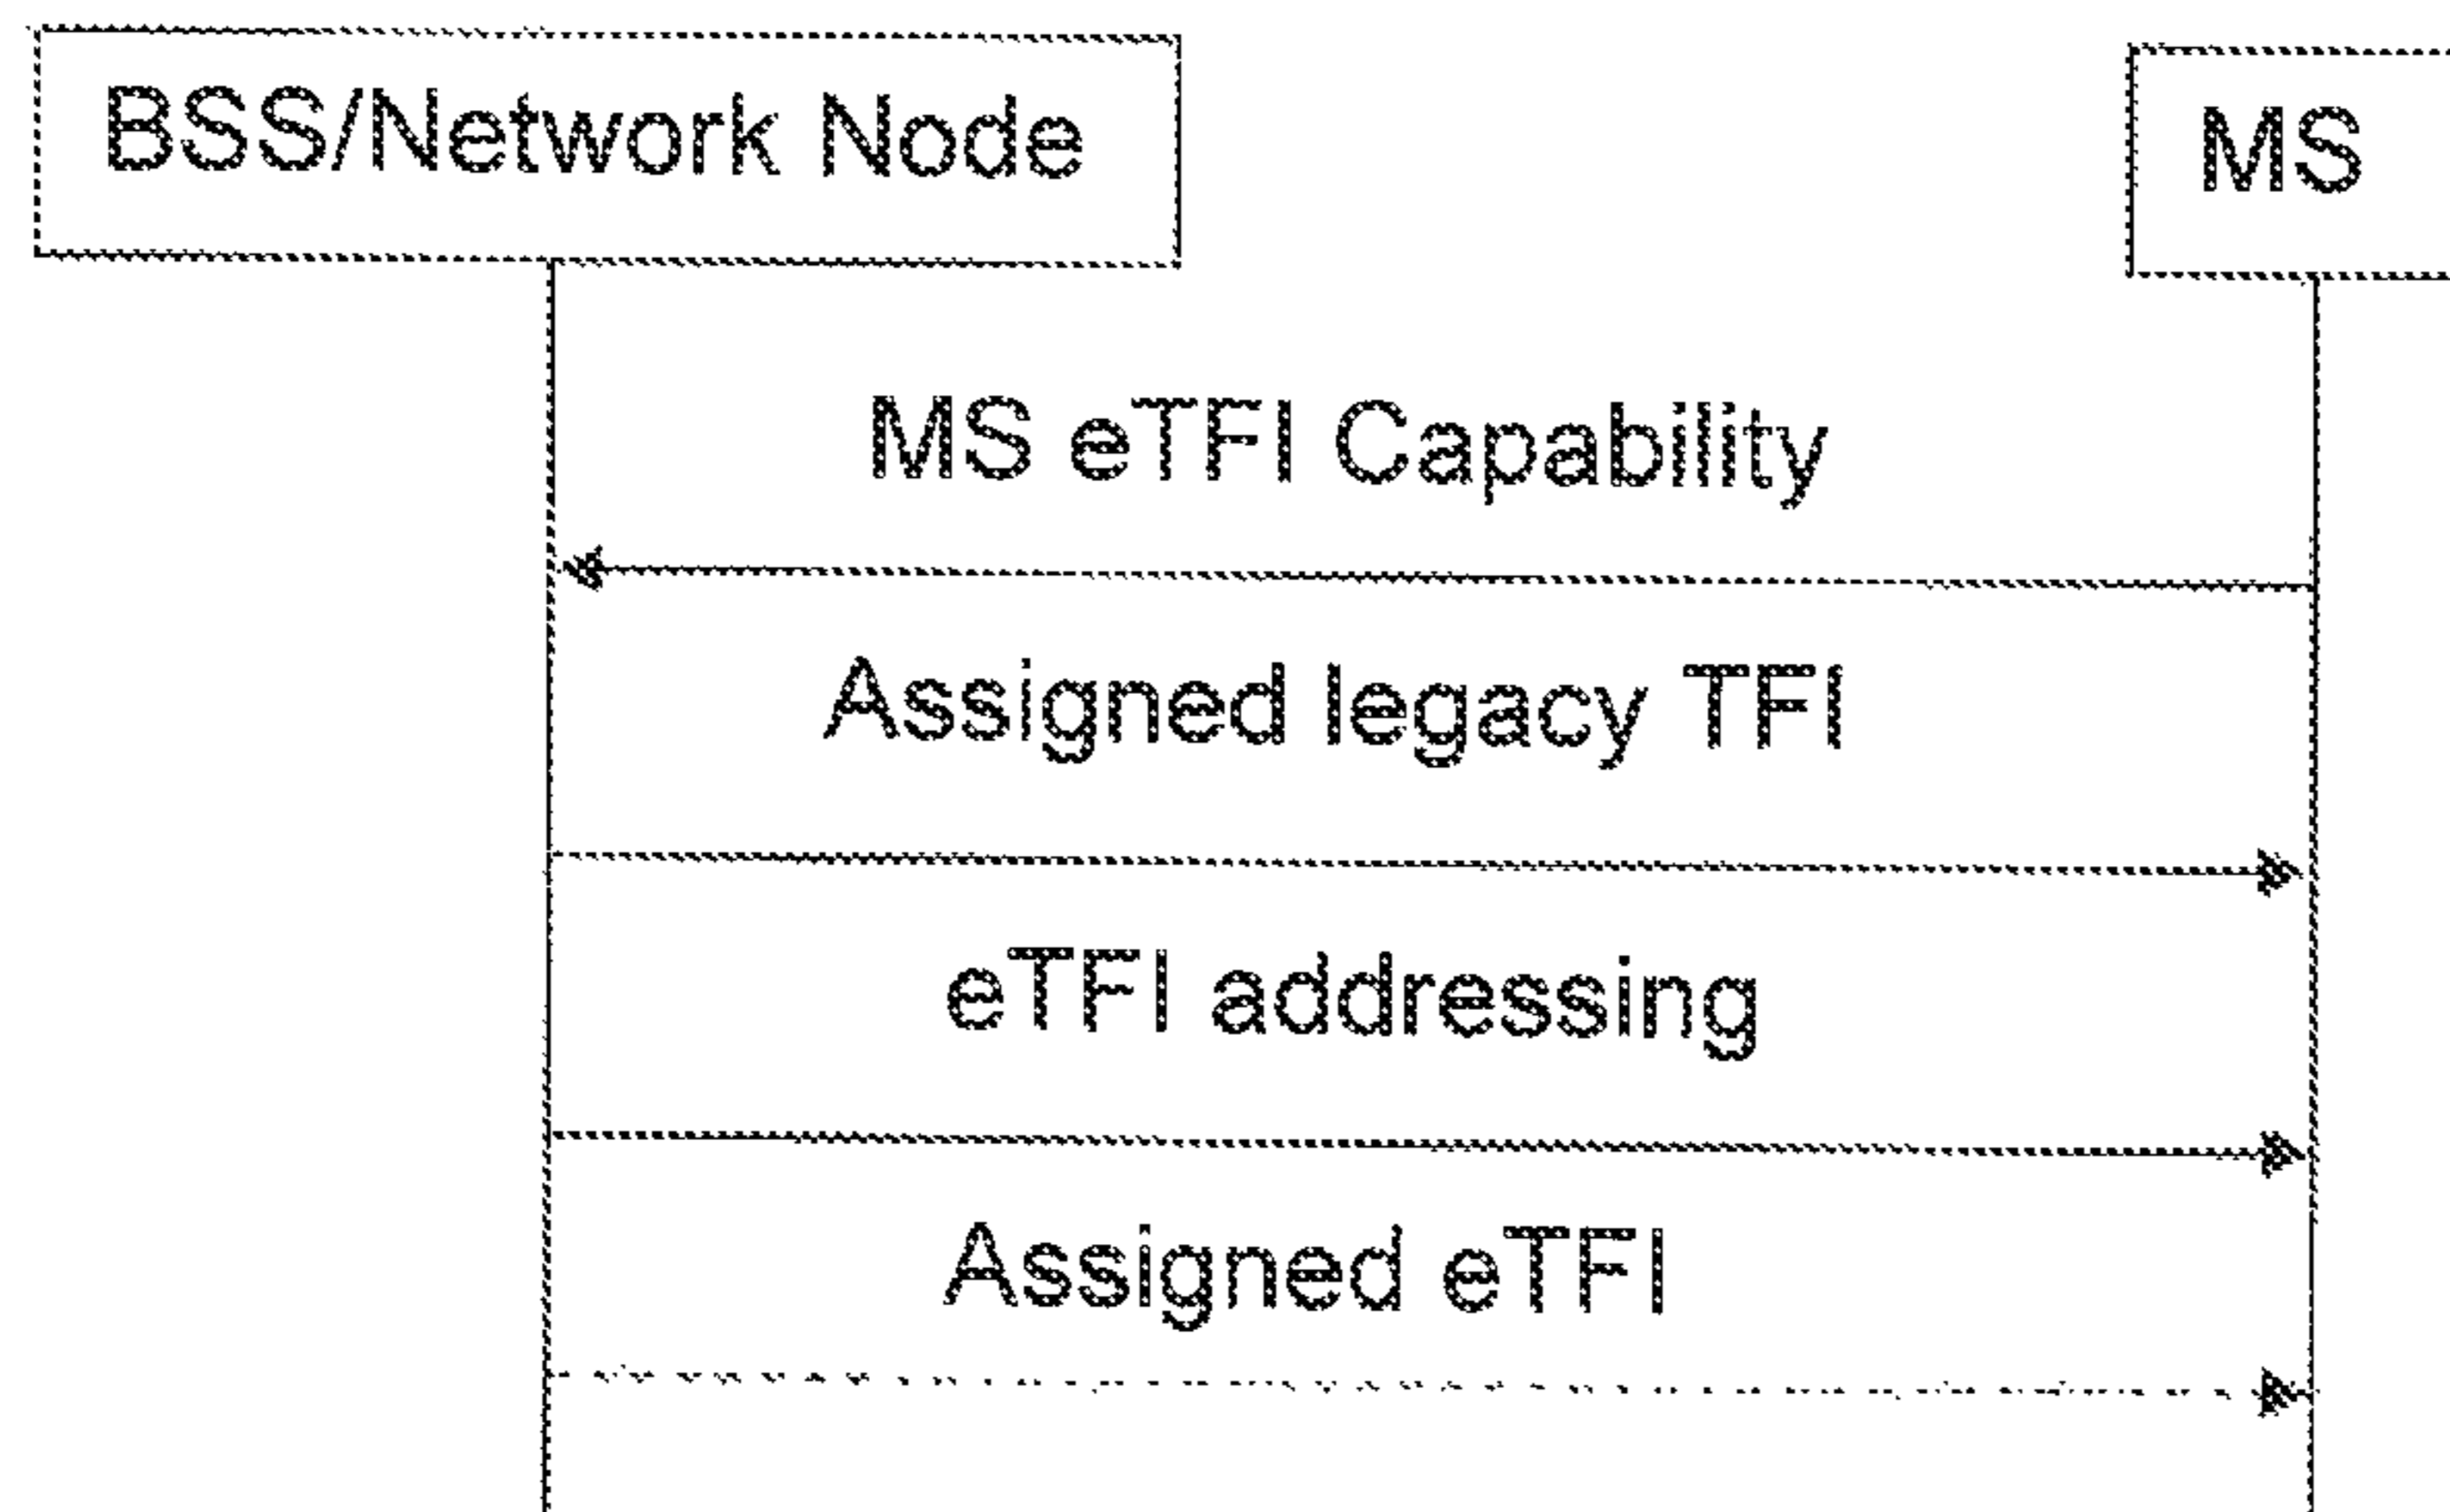 BSS/Network Node
MS
MS eTFI Capability
Assigned legacy TFI
eTFI addressing
Assigned eTFI